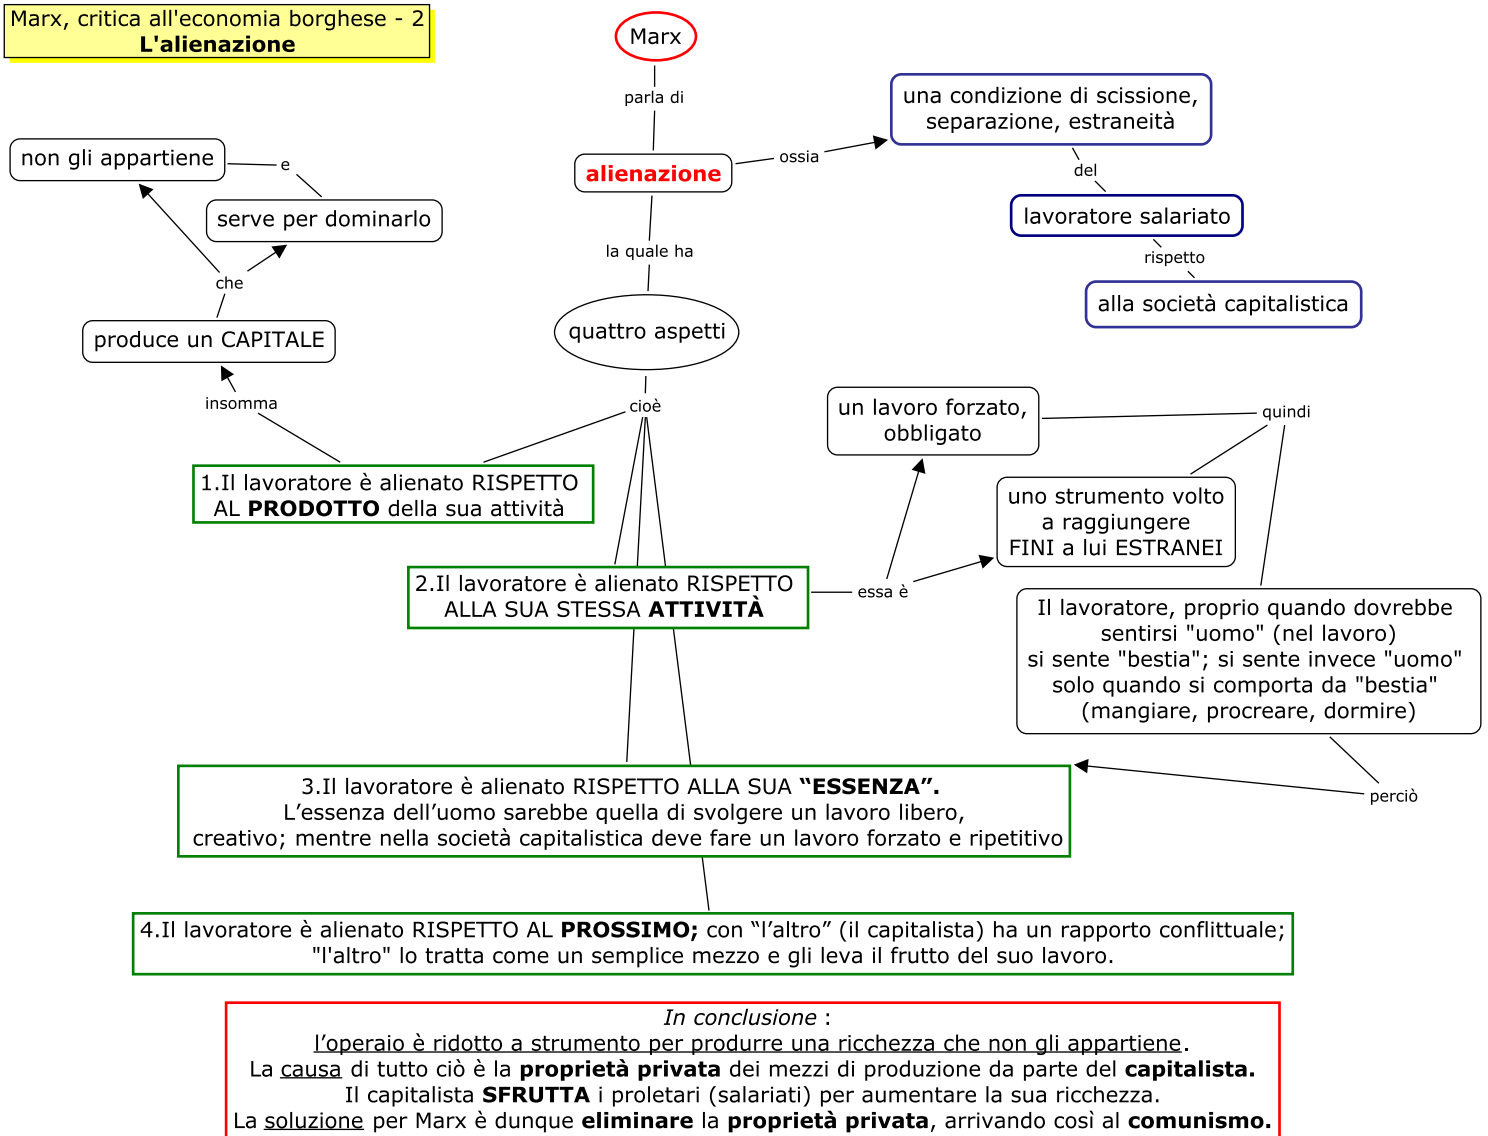 Marx, critica all'economia borghese - 2
L'alienazione
Marx
parla di
alienazione
ossia
una condizione di scissione,
separazione, estraneità
del
lavoratore salariato
rispetto
alla società capitalistica
la quale ha
quattro aspetti
cioè
non gli appartiene
e
serve per dominarlo
che
produce un CAPITALE
insomma
1.Il lavoratore è alienato RISPETTO
AL PRODOTTO della sua attività
2.Il lavoratore è alienato RISPETTO
ALLA SUA STESSA ATTIVITÀ
essa è
un lavoro forzato,
obbligato
quindi
uno strumento volto
a raggiungere
FINI a lui ESTRANEI
Il lavoratore, proprio quando dovrebbe
sentirsi "uomo" (nel lavoro)
si sente "bestia"; si sente invece "uomo"
solo quando si comporta da "bestia"
(mangiare, procreare, dormire)
perciò
3.Il lavoratore è alienato RISPETTO ALLA SUA “ESSENZA”.
L’essenza dell’uomo sarebbe quella di svolgere un lavoro libero,
creativo; mentre nella società capitalistica deve fare un lavoro forzato e ripetitivo
4.Il lavoratore è alienato RISPETTO AL PROSSIMO; con “l’altro” (il capitalista) ha un rapporto conflittuale;
"l'altro" lo tratta come un semplice mezzo e gli leva il frutto del suo lavoro.
In conclusione :
l’operaio è ridotto a strumento per produrre una ricchezza che non gli appartiene.
La causa di tutto ciò è la proprietà privata dei mezzi di produzione da parte del capitalista.
Il capitalista SFRUTTA i proletari (salariati) per aumentare la sua ricchezza.
La soluzione per Marx è dunque eliminare la proprietà privata, arrivando così al comunismo.